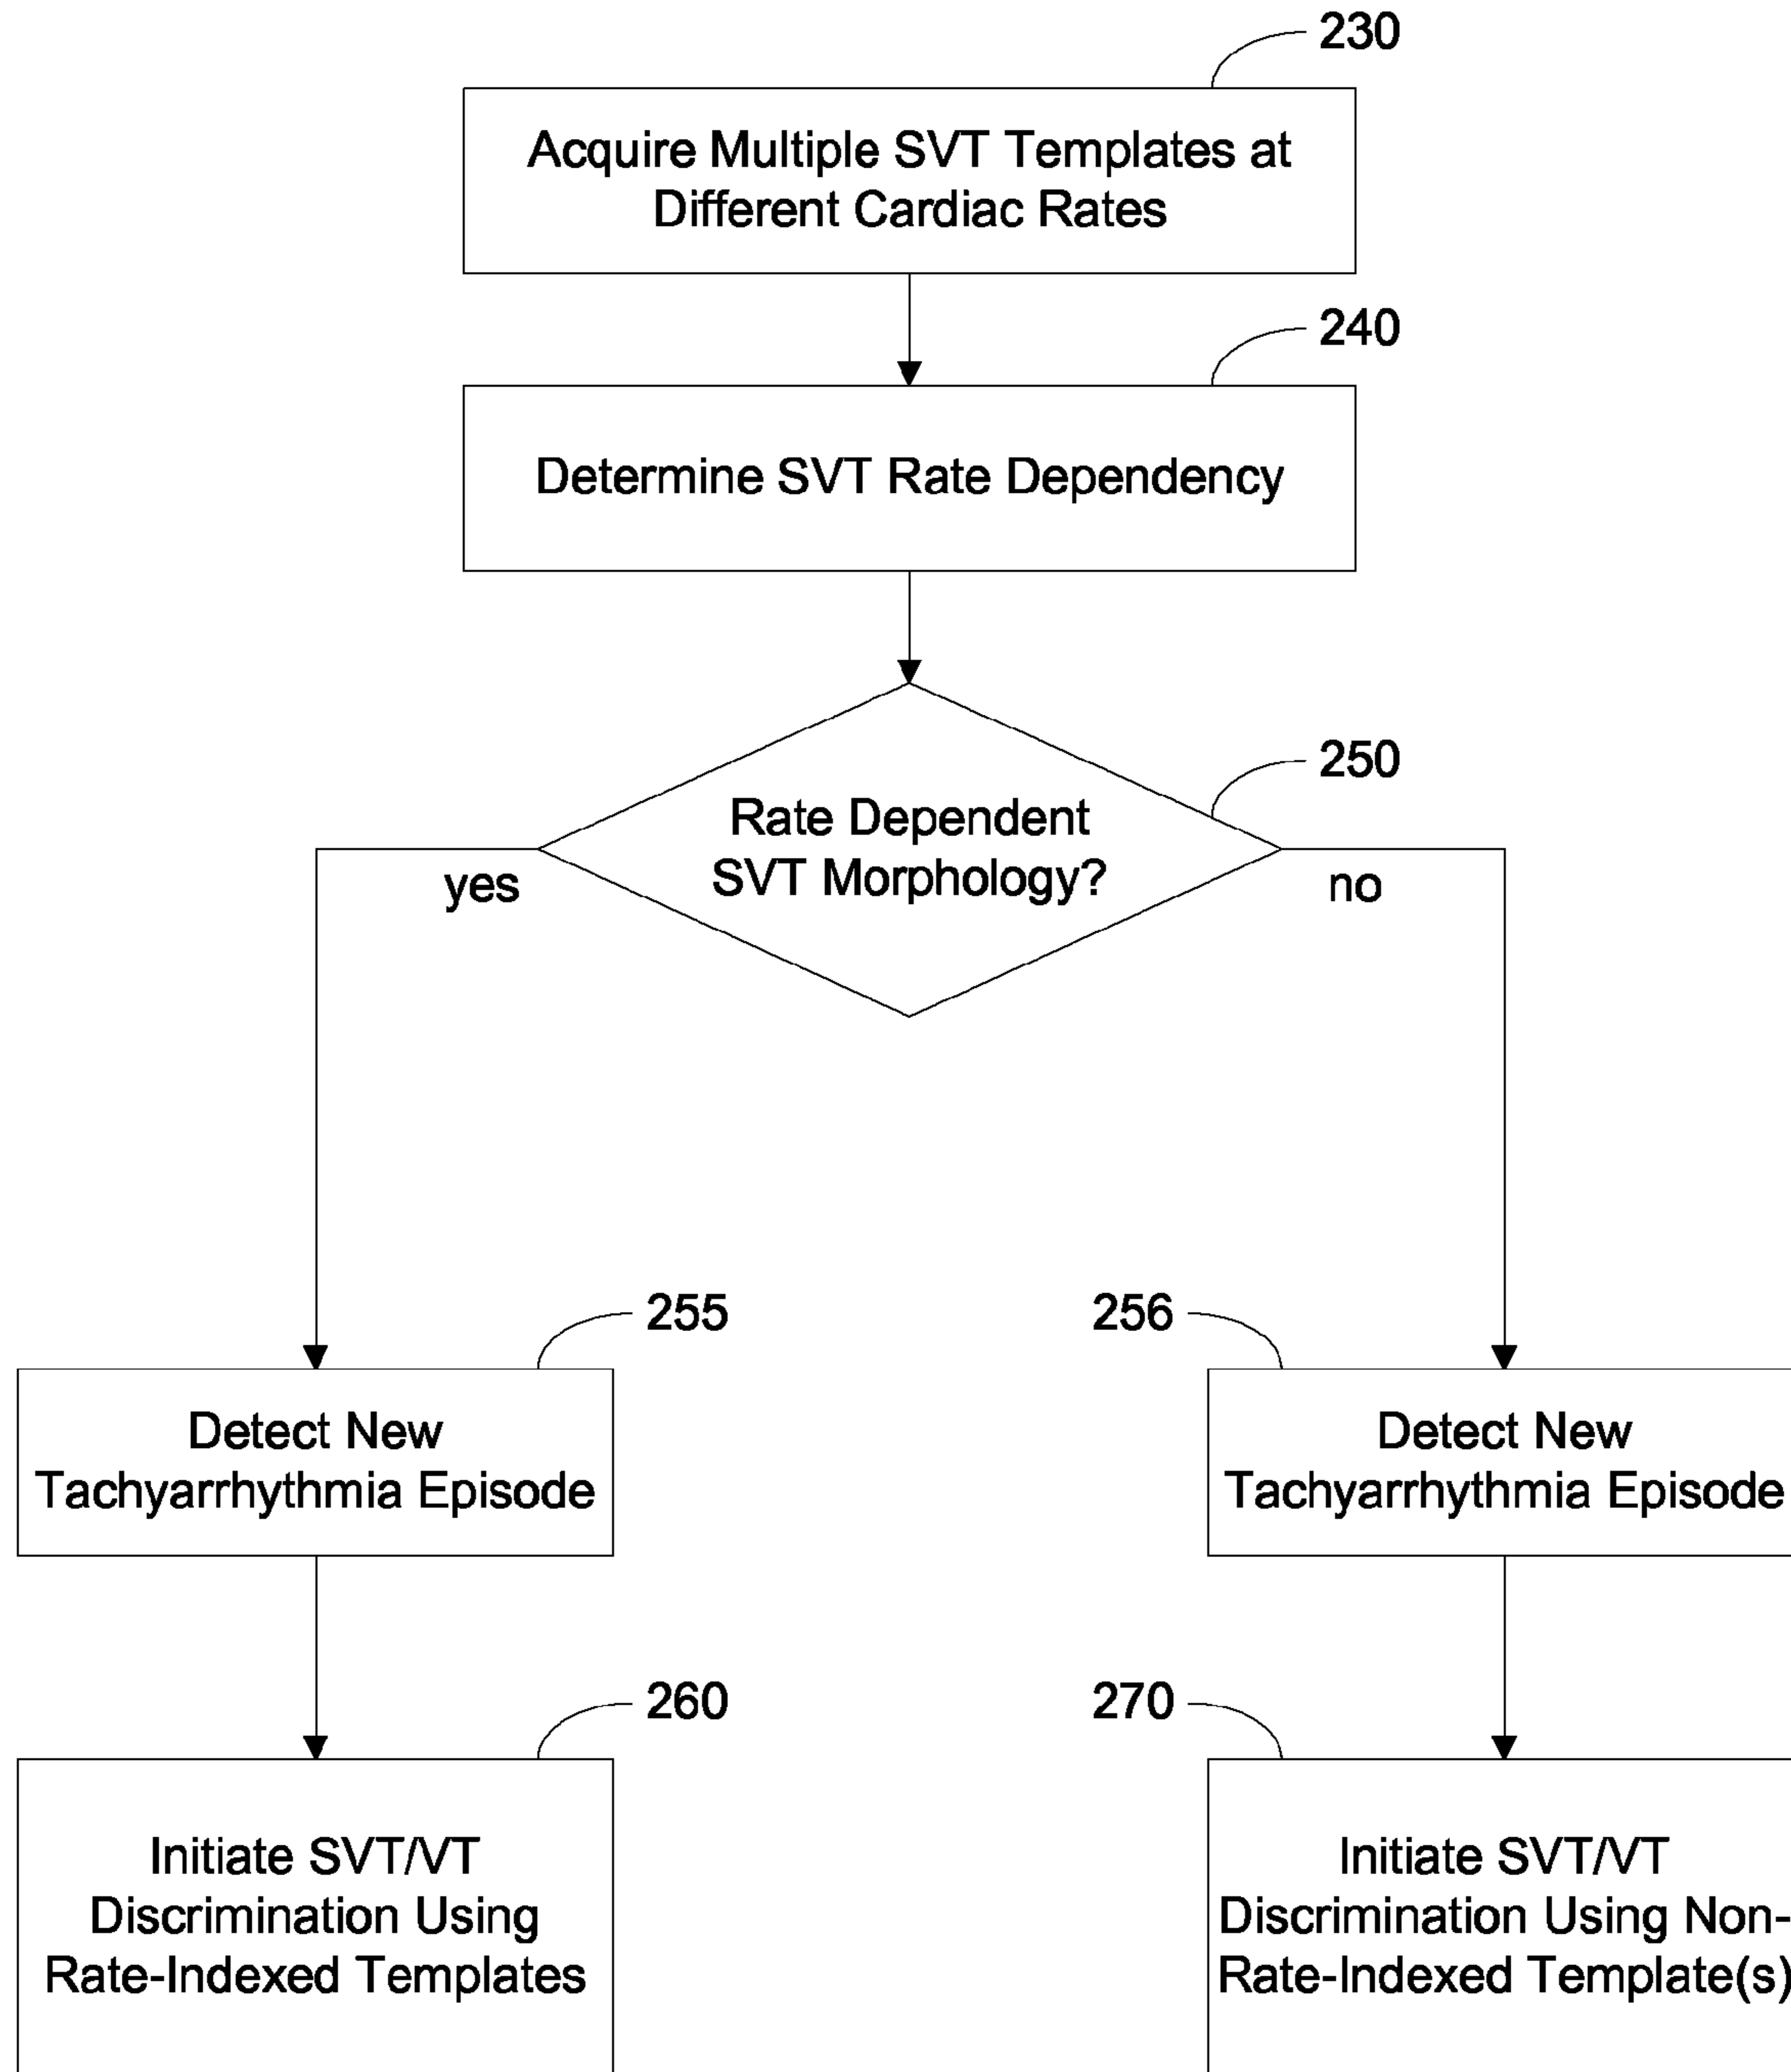 230
Acquire Multiple SVT Templates at
Different Cardiac Rates
240
Determine SVT Rate Dependency
250
Rate Dependent
SVT Morphology?
yes
no
255
Detect New
Tachyarrhythmia Episode
256
Detect New
Tachyarrhythmia Episode
260
Initiate SVT/VT
Discrimination Using
Rate-Indexed Templates
270
Initiate SVT/VT
Discrimination Using Non-
Rate-Indexed Template(s)